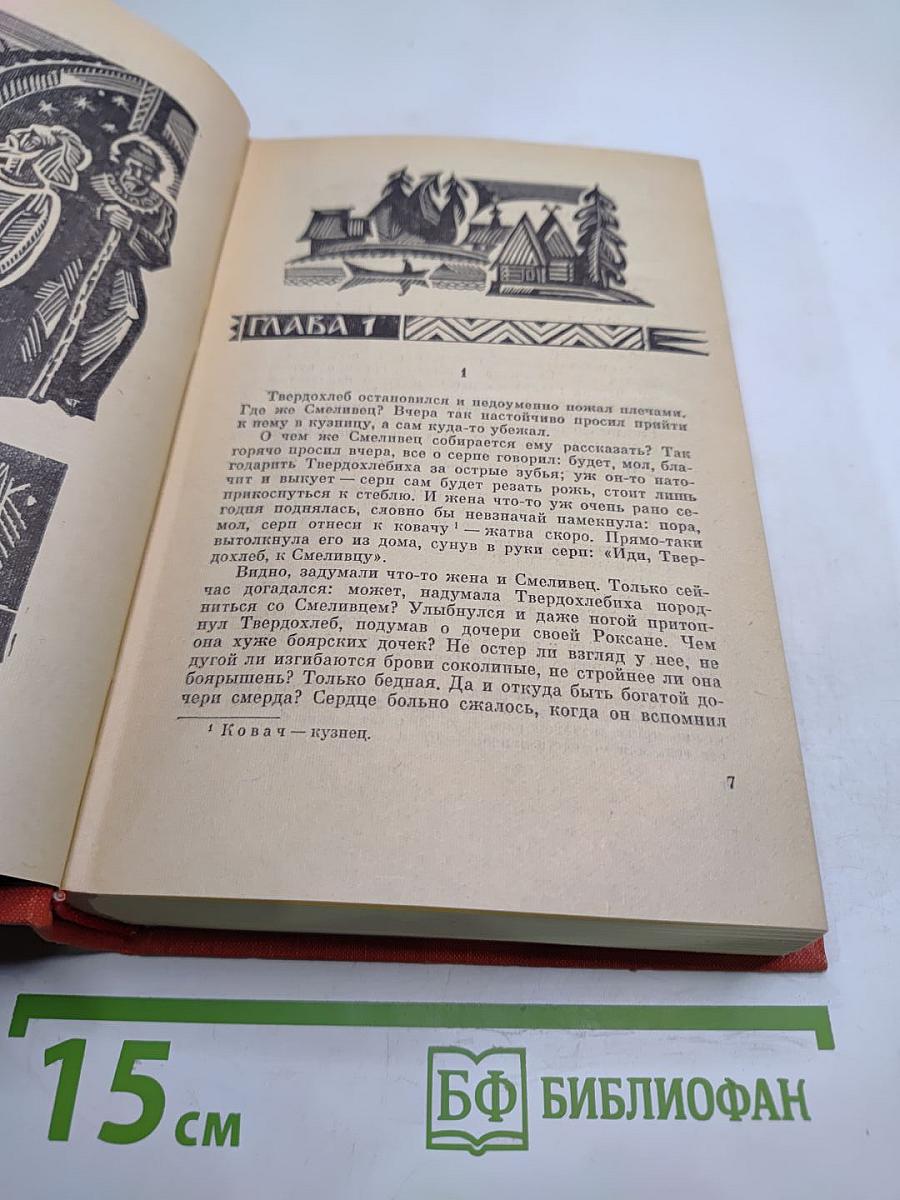 ГЛАВА 1
1
Твердохлеб остановился и недоуменно пожал плечами.
Где же Смеливец? Вчера так настойчиво просил прийти
к нему в кузницу, а сам куда-то убежал.
О чем же Смеливец собирается ему рассказать? Так
горячо просил вчера, все о серпе говорил: будет, мол, бла-
годарить Твердохлебиха за острые зубья; уж он-то нато-
чит и выкует — серп сам будет резать рожь, стоит лишь
прикоснуться к стеблю. И жена что-то уж очень рано се-
годня поднялась, словно бы невзначай намекнула: пора,
мол, серп отнеси к ковачу ¹ — жатва скоро. Прямо-таки
вытолкнула его из дома, сунув в руки серп: «Иди, Твер-
дохлеб, к Смеливцу».
Видно, задумали что-то жена и Смеливец. Только сей-
час догадался: может, надумала Твердохлебиха пород-
ниться со Смеливцем? Улыбнулся и даже ногой притоп-
нул Твердохлеб, подумав о дочери своей Роксане. Чем
она хуже боярских дочек? Не остер ли взгляд у нее, не
дугой ли изгибаются брови соколиные, не стройнее ли она
боярышень? Только бедная. Да и откуда быть богатой до-
чери смерда? Сердце больно сжалось, когда он вспомнил
¹ Ковач — кузнец.
7
15 см
БФ БИБЛИОФАН